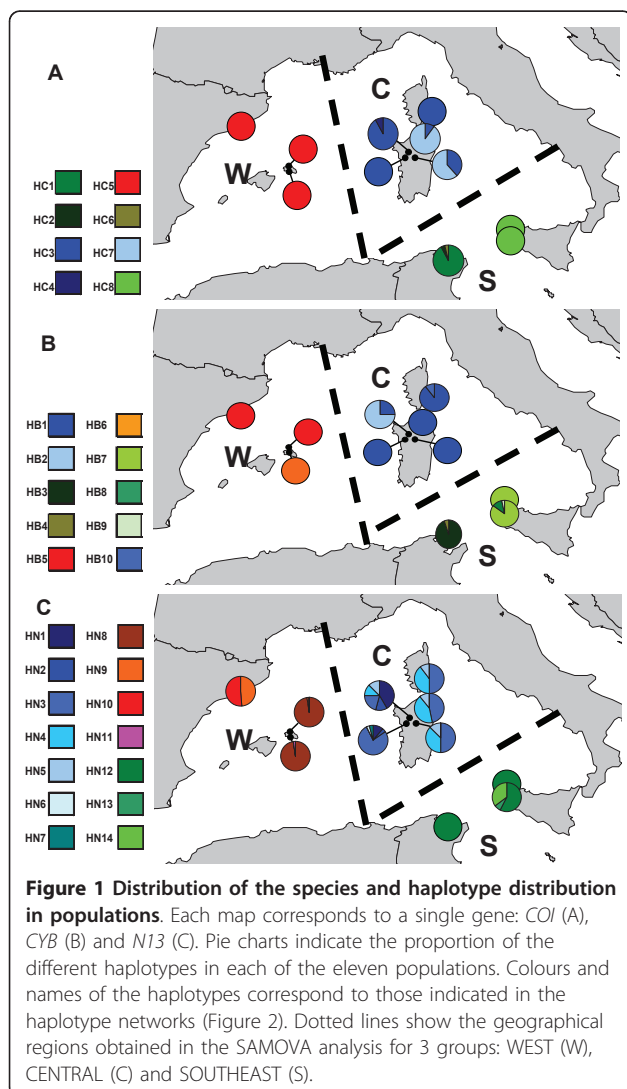 A
C
W
S
HC1 HC5
HC2 HC6
HC3 HC7
HC4 HC8
B
C
W
S
HB1 HB6
HB2 HB7
HB3 HB8
HB4 HB9
HB5 HB10
C
C
W
S
HN1 HN8
HN2 HN9
HN3 HN10
HN4 HN11
HN5 HN12
HN6 HN13
HN7 HN14
Figure 1 Distribution of the species and haplotype distribution
in populations. Each map corresponds to a single gene: COI (A),
CYB (B) and N13 (C). Pie charts indicate the proportion of the
different haplotypes in each of the eleven populations. Colours and
names of the haplotypes correspond to those indicated in the
haplotype networks (Figure 2). Dotted lines show the geographical
regions obtained in the SAMOVA analysis for 3 groups: WEST (W),
CENTRAL (C) and SOUTHEAST (S).